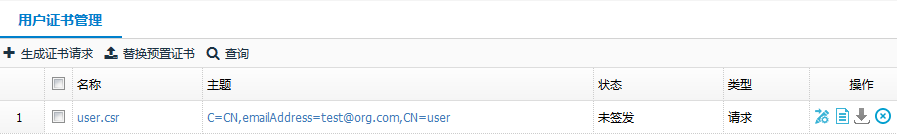 用户证书管理
生成证书请求 替换预置证书 查询
名称 主题 状态 类型 操作
1 user.csr C=CN,emailAddress=test@org.com,CN=user 未签发 请求